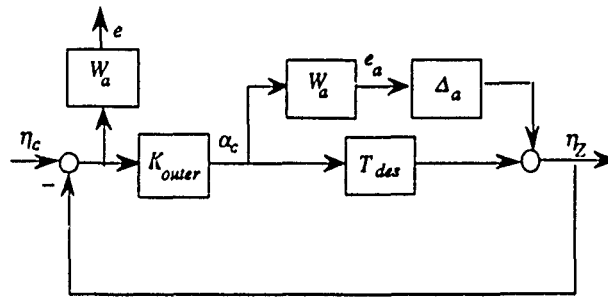 e
W_a
W_a
e_a
Δ_a
η_c
−
K_outer
α_c
T_des
η_Z